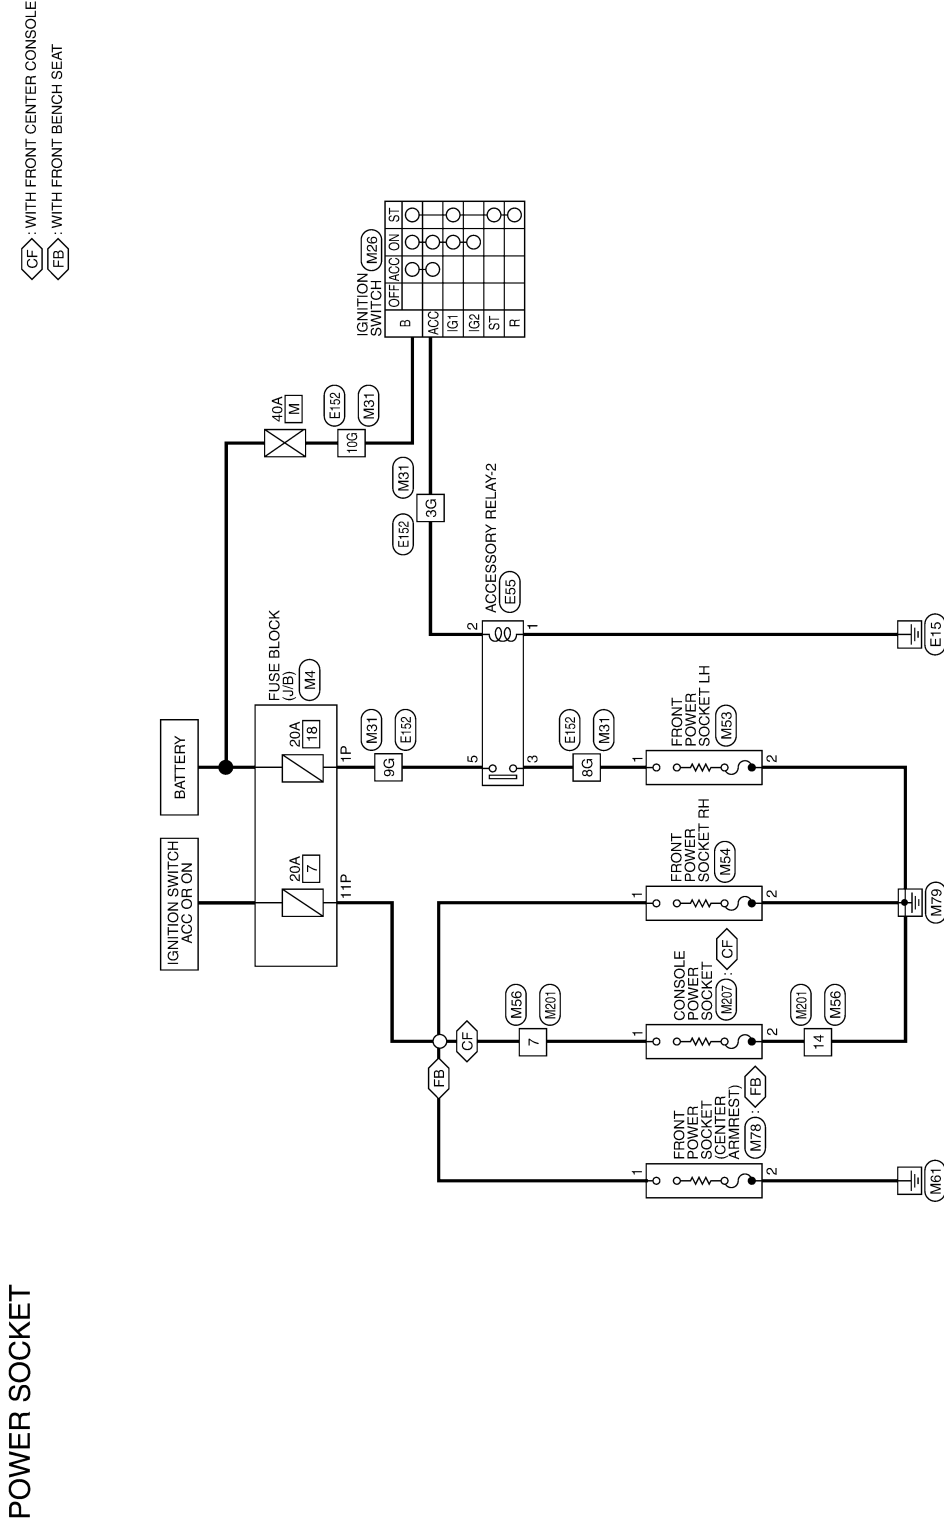 POWER SOCKET
CF : WITH FRONT CENTER CONSOLE
FB : WITH FRONT BENCH SEAT
IGNITION SWITCH
ACC OR ON
BATTERY
FUSE BLOCK
(J/B)
M4
20A
7
20A
18
11P
1P
40A
M
E152
M31
10G
IGNITION
SWITCH
M26
OFF ACC ON ST
B
ACC
IG1
IG2
ST
R
M31
E152
9G
E152
M31
3G
FB
CF
M56
M201
7
5
2
ACCESSORY RELAY-2
E55
3
1
E152
M31
8G
1
FRONT
POWER
SOCKET
(CENTER
ARMREST)
M78 : FB
2
1
CONSOLE
POWER
SOCKET
M207 : CF
2
1
FRONT
POWER
SOCKET RH
M54
2
1
FRONT
POWER
SOCKET LH
M53
2
M201
M56
14
M61
M79
E15